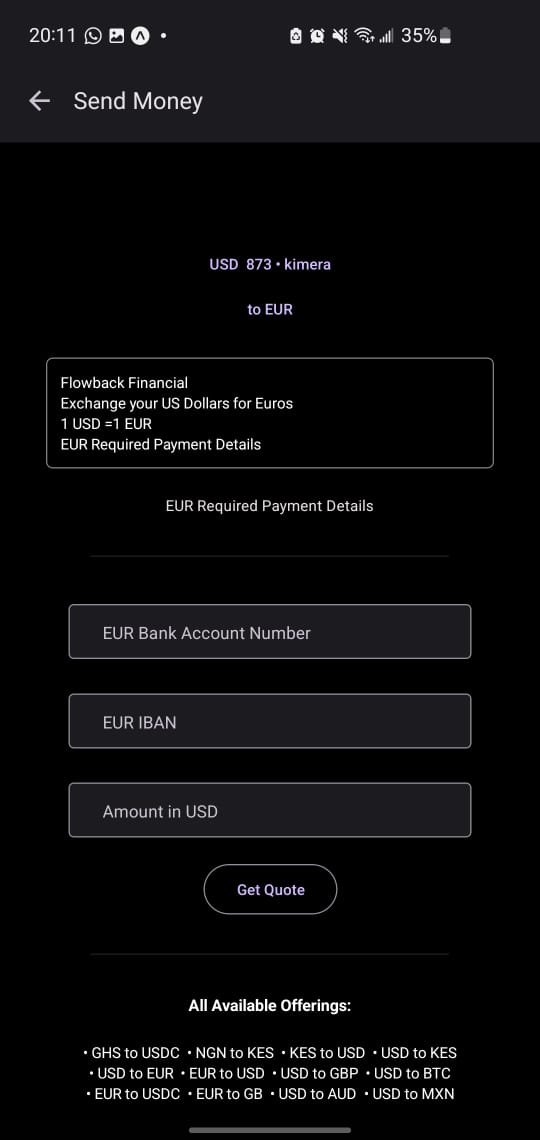 20:11
35%
Send Money
USD 873 • kimera
to EUR
Flowback Financial
Exchange your US Dollars for Euros
1 USD =1 EUR
EUR Required Payment Details
EUR Required Payment Details
EUR Bank Account Number
EUR IBAN
Amount in USD
Get Quote
All Available Offerings:
• GHS to USDC • NGN to KES • KES to USD • USD to KES
• USD to EUR • EUR to USD • USD to GBP • USD to BTC
• EUR to USDC • EUR to GB • USD to AUD • USD to MXN